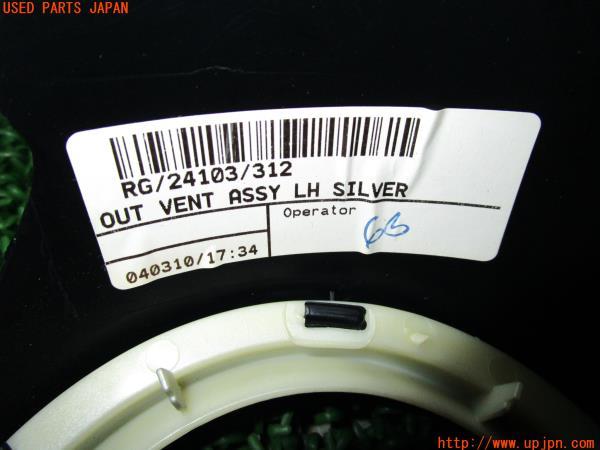 USED PARTS JAPAN
RG/24103/312
OUT VENT ASSY LH SILVER
Operator
040310/17:34
http://www.upjpn.com